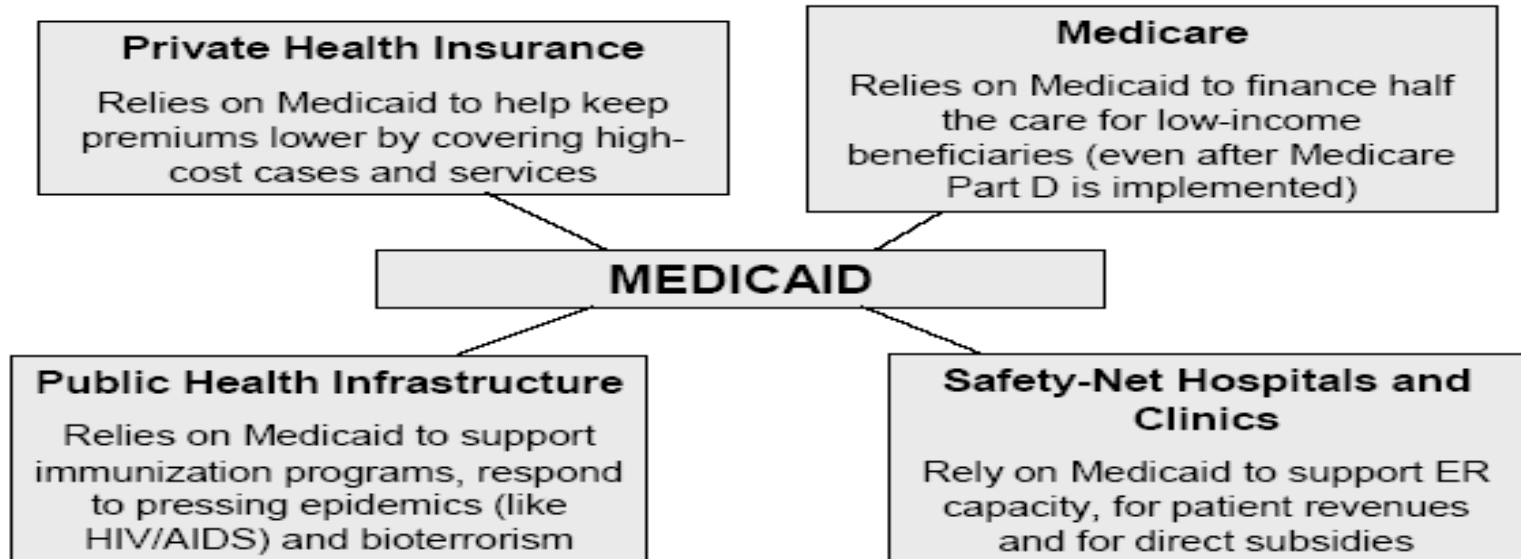 Private Health Insurance
Relies on Medicaid to help keep
premiums lower by covering high-
cost cases and services
Medicare
Relies on Medicaid to finance half
the care for low-income
beneficiaries (even after Medicare
Part D is implemented)
MEDICAID
Public Health Infrastructure
Relies on Medicaid to support
immunization programs, respond
to pressing epidemics (like
HIV/AIDS) and bioterrorism
Safety-Net Hospitals and
Clinics
Rely on Medicaid to support ER
capacity, for patient revenues
and for direct subsidies